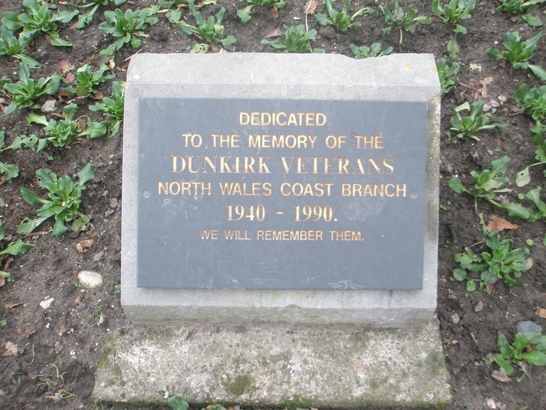 DEDICATED
TO THE MEMORY OF THE
DUNKIRK VETERANS
NORTH WALES COAST BRANCH
1940 - 1990.
WE WILL REMEMBER THEM.